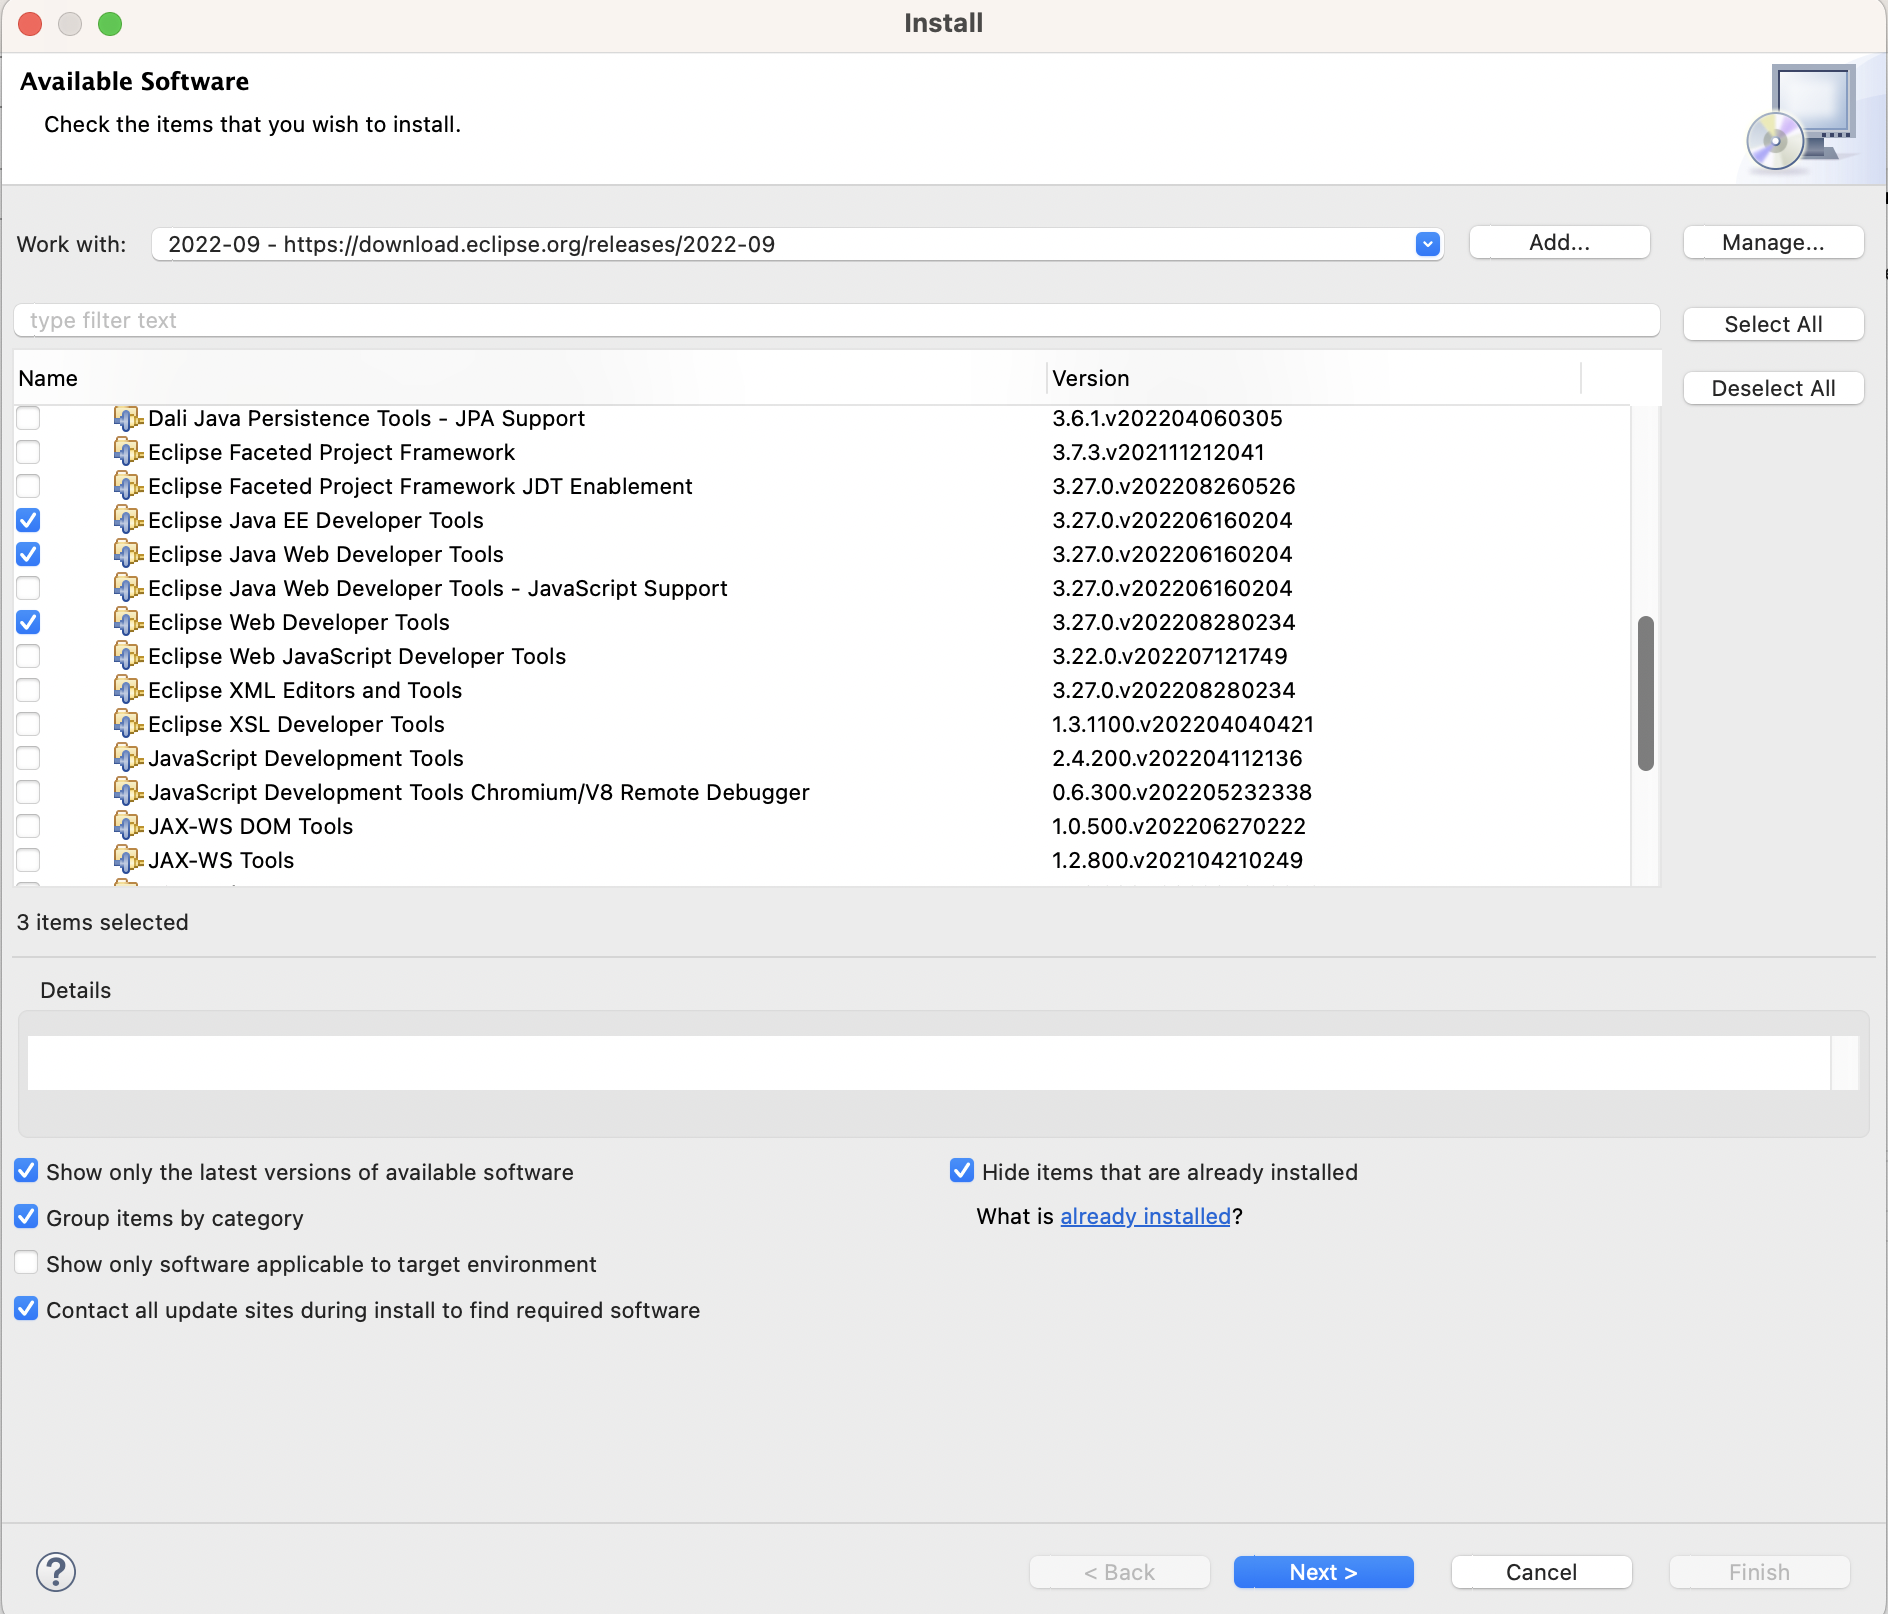 Install
Available Software
Check the items that you wish to install.
Work with: 2022-09 - https://download.eclipse.org/releases/2022-09 Add... Manage...
type filter text Select All
Deselect All
Name Version
Dali Java Persistence Tools - JPA Support 3.6.1.v202204060305
Eclipse Faceted Project Framework 3.7.3.v202111212041
Eclipse Faceted Project Framework JDT Enablement 3.27.0.v202208260526
Eclipse Java EE Developer Tools 3.27.0.v202206160204
Eclipse Java Web Developer Tools 3.27.0.v202206160204
Eclipse Java Web Developer Tools - JavaScript Support 3.27.0.v202206160204
Eclipse Web Developer Tools 3.27.0.v202208280234
Eclipse Web JavaScript Developer Tools 3.22.0.v202207121749
Eclipse XML Editors and Tools 3.27.0.v202208280234
Eclipse XSL Developer Tools 1.3.1100.v202204040421
JavaScript Development Tools 2.4.200.v202204112136
JavaScript Development Tools Chromium/V8 Remote Debugger 0.6.300.v202205232338
JAX-WS DOM Tools 1.0.500.v202206270222
JAX-WS Tools 1.2.800.v202104210249
3 items selected
Details
Show only the latest versions of available software Hide items that are already installed
Group items by category What is already installed?
Show only software applicable to target environment
Contact all update sites during install to find required software
? < Back Next > Cancel Finish